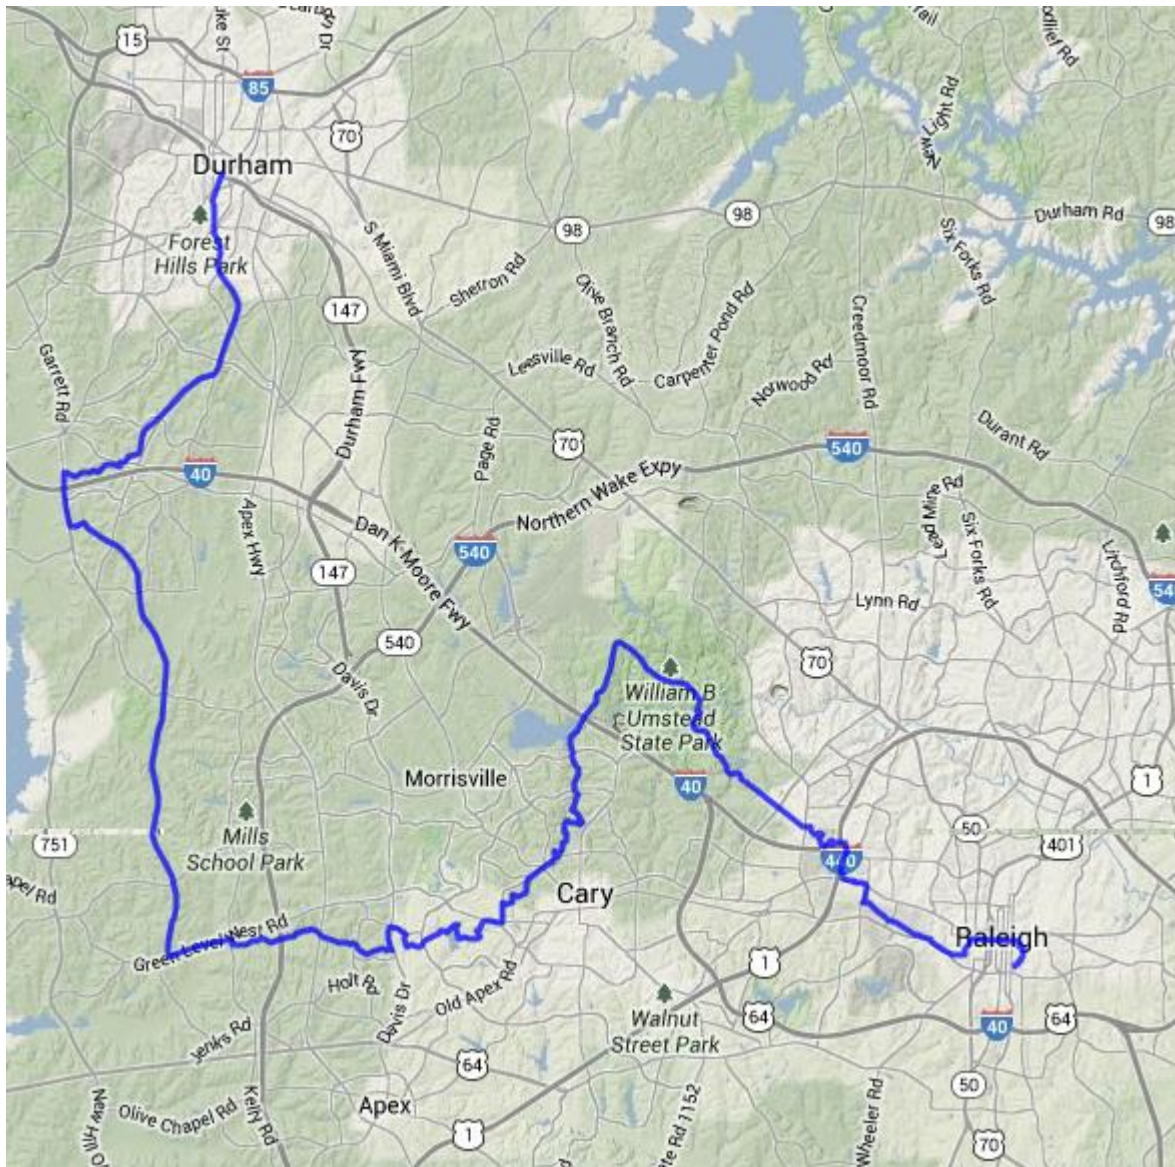 15
85
70
Durham
Forest
Hills Park
98
98
98
Durham Rd
New Light Rd
Six Forks Rd
S Miami Blvd
Sherron Rd
147
Olive Branch Rd
Carpenter Pond Rd
Creedmoor Rd
Leesville Rd
Norwood Rd
Garrett Rd
Durham Fwy
Page Rd
70
540
Durant Rd
40
Northern Wake Expy
Lead Mine Rd
Six Forks Rd
Apex Hwy
Dan K Moore Fwy
540
147
Litchford Rd
Lynn Rd
540
Davis Dr
70
William B
Umstead
State Park
Morrisville
40
1
Mills
School Park
751
50
401
440
Cary
Green Level West Rd
Raleigh
Holt Rd
Old Apex Rd
1
Davis Dr
Walnut
Street Park
64
40
64
Jenks Rd
64
Olive Chapel Rd
Kelly Rd
Apex
1
50
70
Wheeler Rd